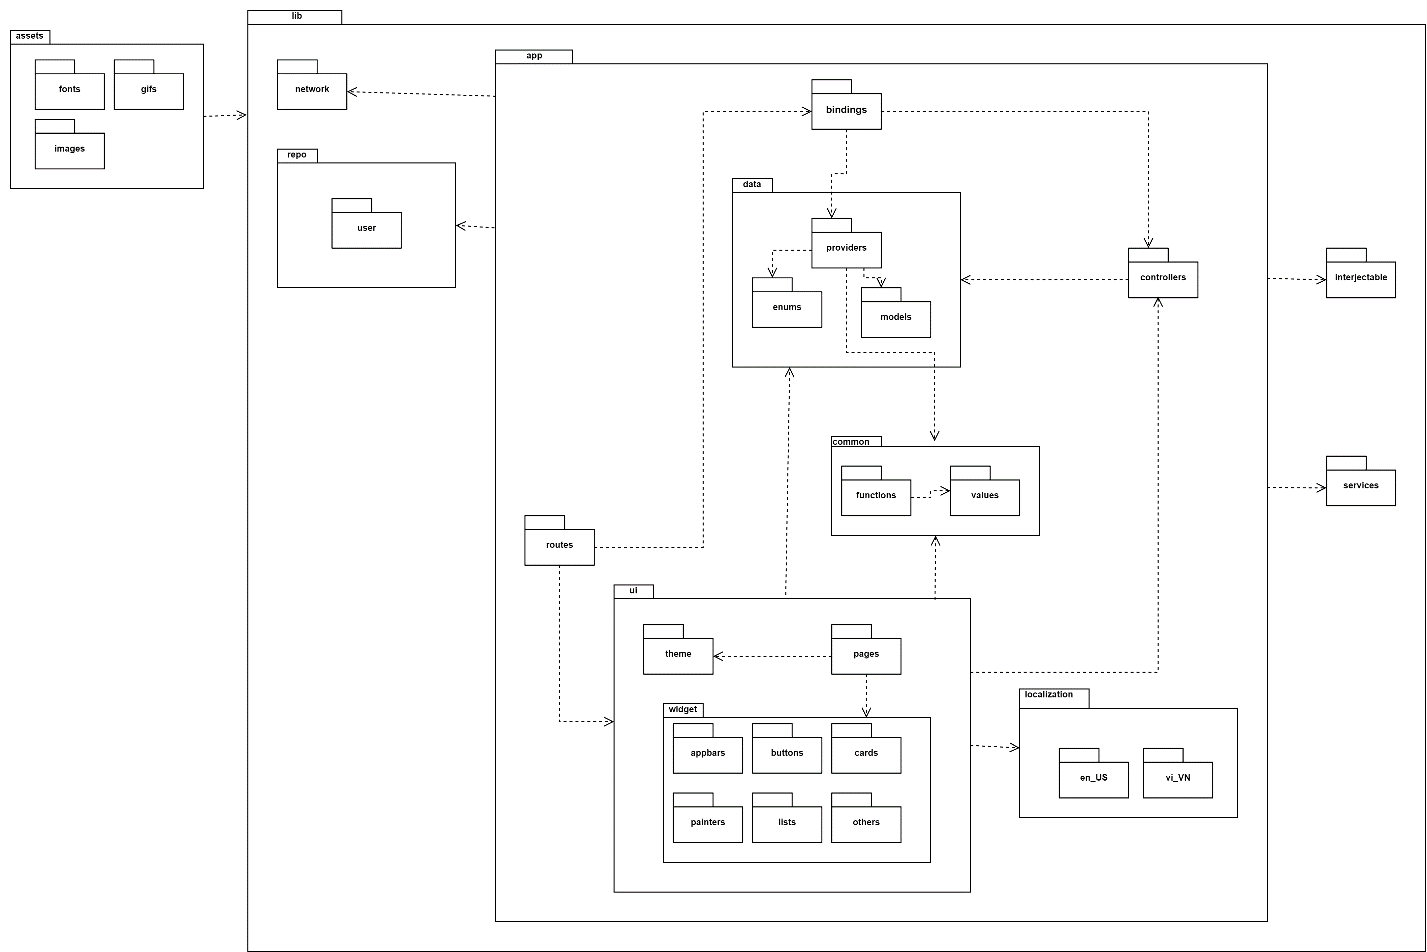 lib
assets
fonts
gifs
images
network
repo
user
app
bindings
data
providers
enums
models
controllers
interjectable
common
functions
values
services
routes
ui
theme
pages
widget
appbars
buttons
cards
painters
lists
others
localization
en_US
vi_VN